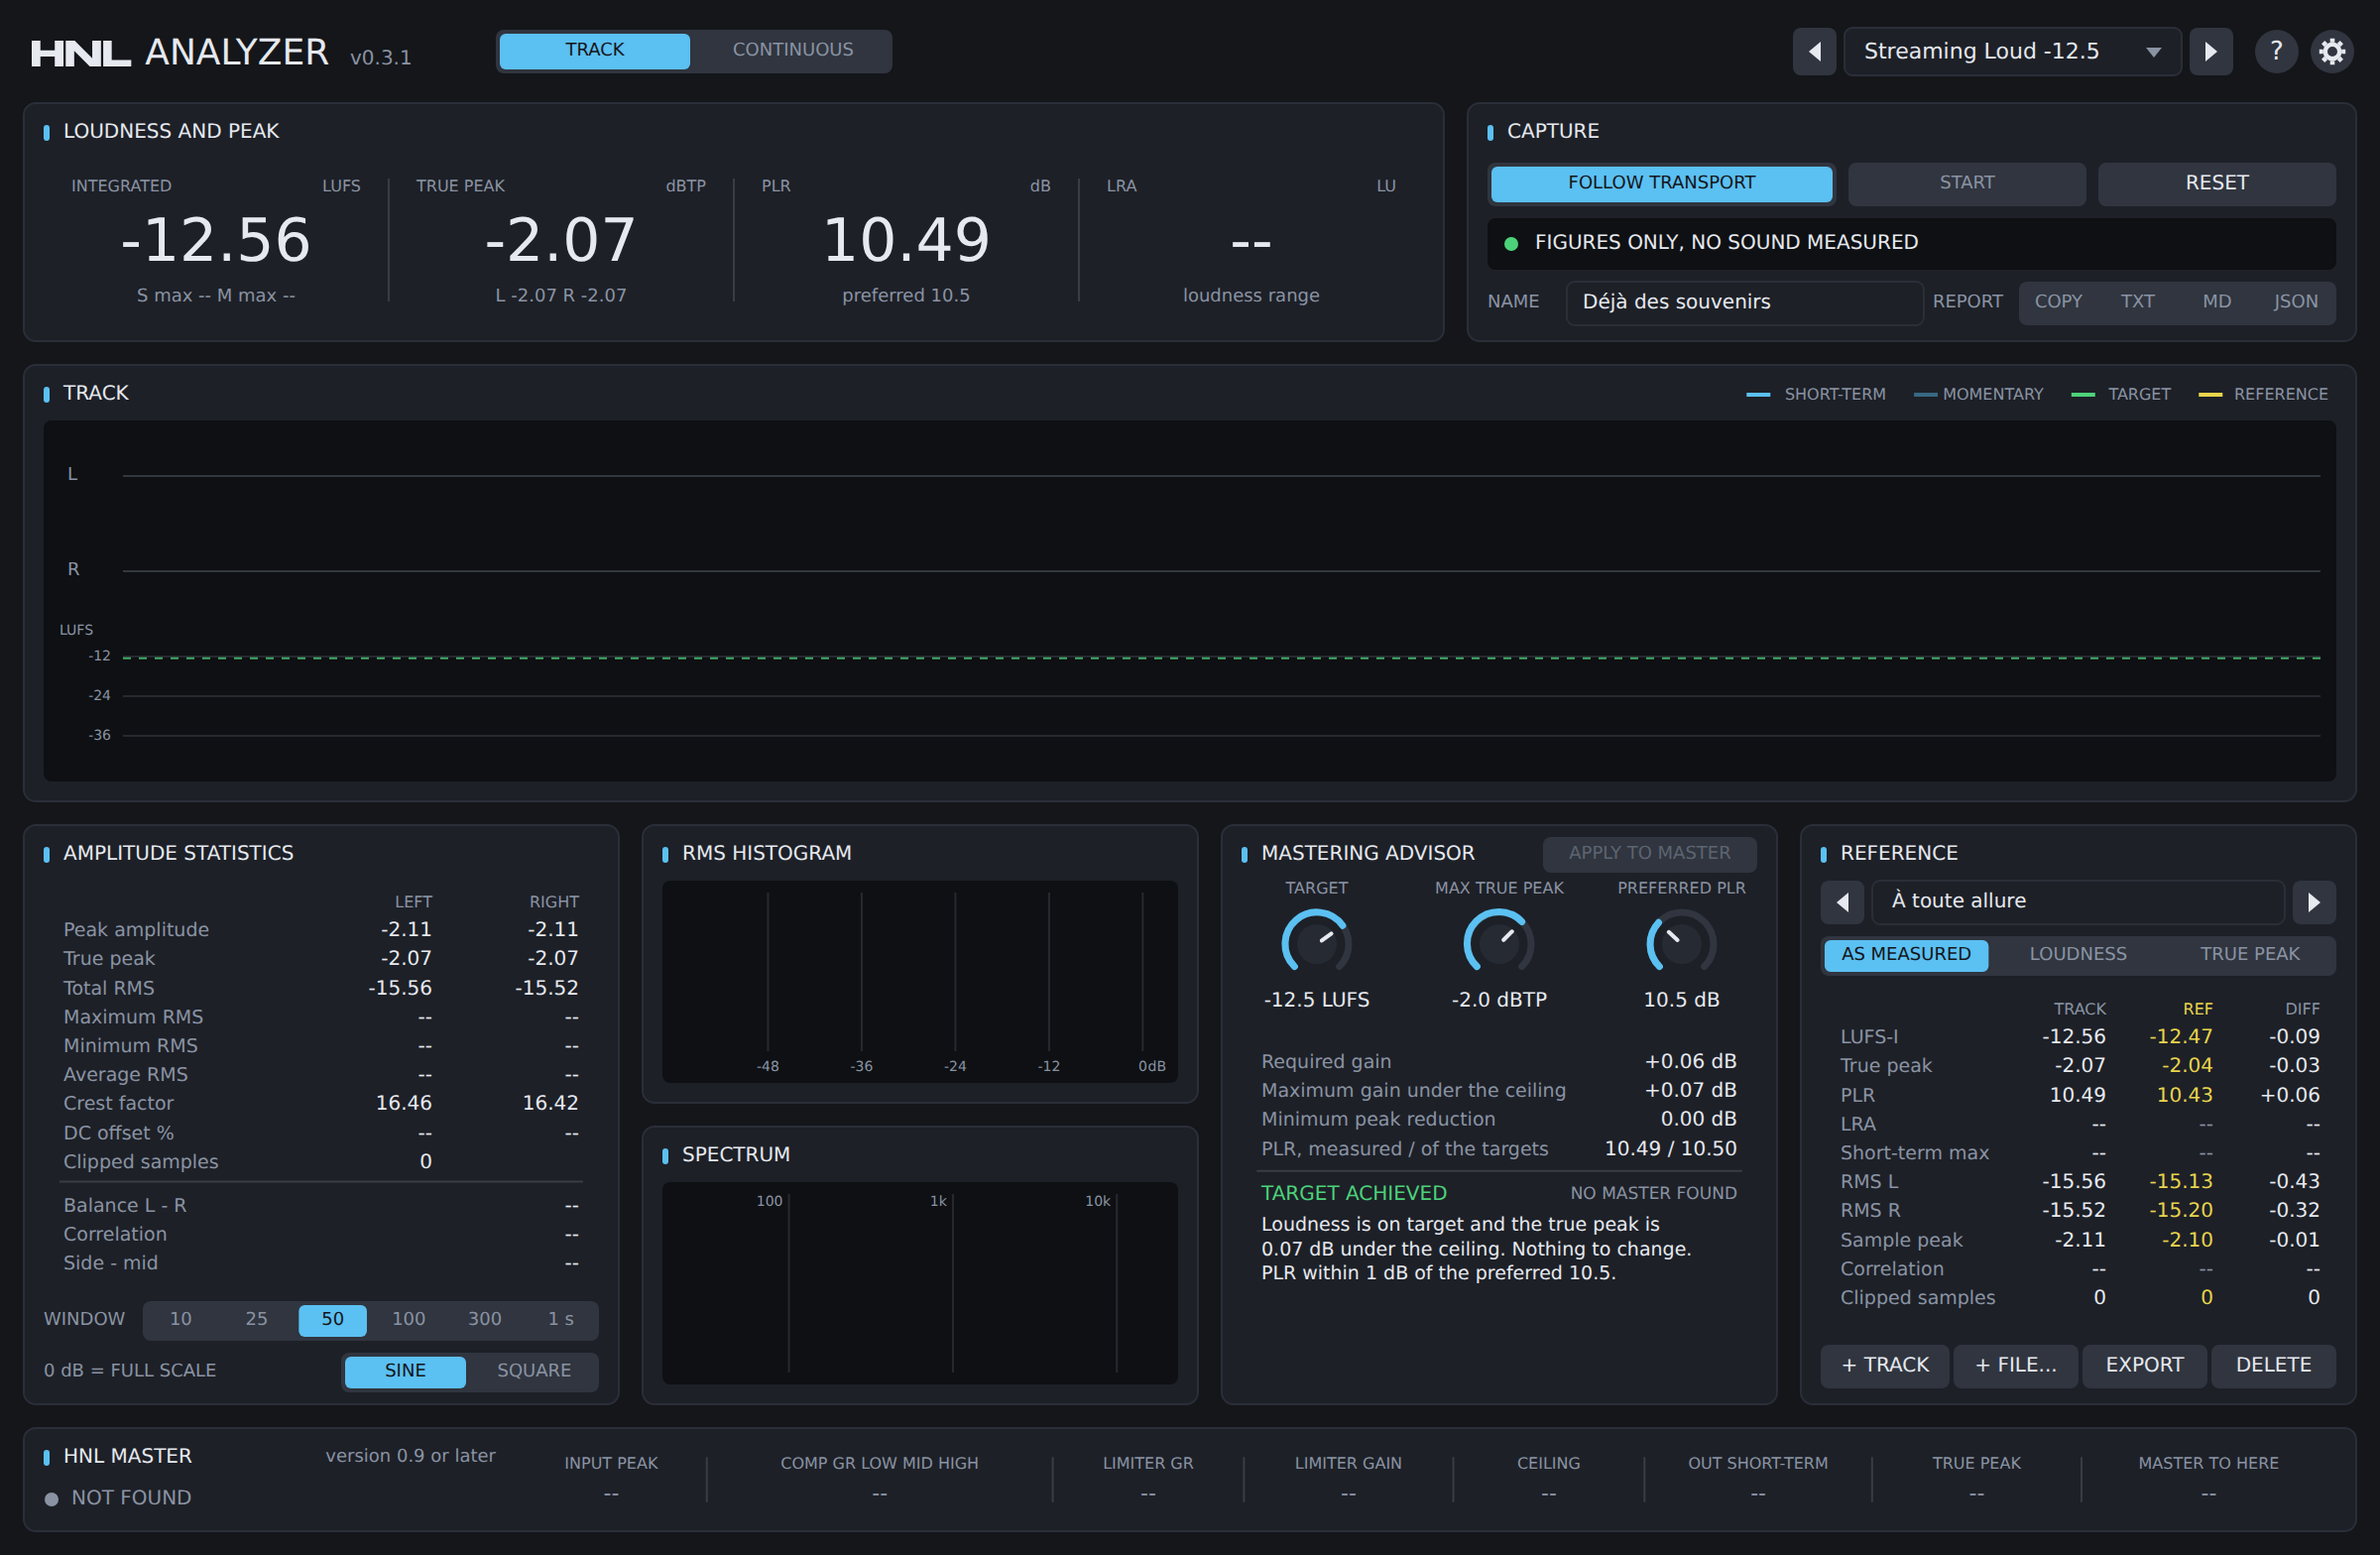 HNL ANALYZER v0.3.1 TRACK CONTINUOUS Streaming Loud -12.5 ?
LOUDNESS AND PEAK
INTEGRATED LUFS TRUE PEAK dBTP PLR dB LRA LU
-12.56 -2.07 10.49 --
S max -- M max -- L -2.07 R -2.07 preferred 10.5 loudness range
CAPTURE
FOLLOW TRANSPORT START RESET
FIGURES ONLY, NO SOUND MEASURED
NAME Déjà des souvenirs REPORT COPY TXT MD JSON
TRACK SHORT-TERM MOMENTARY TARGET REFERENCE
L
R
LUFS
-12
-24
-36
AMPLITUDE STATISTICS
LEFT RIGHT
Peak amplitude -2.11 -2.11
True peak -2.07 -2.07
Total RMS -15.56 -15.52
Maximum RMS -- --
Minimum RMS -- --
Average RMS -- --
Crest factor 16.46 16.42
DC offset % -- --
Clipped samples 0
Balance L - R --
Correlation --
Side - mid --
WINDOW 10 25 50 100 300 1 s
0 dB = FULL SCALE SINE SQUARE
RMS HISTOGRAM
-48 -36 -24 -12 0dB
SPECTRUM
100 1k 10k
MASTERING ADVISOR APPLY TO MASTER
TARGET MAX TRUE PEAK PREFERRED PLR
-12.5 LUFS -2.0 dBTP 10.5 dB
Required gain +0.06 dB
Maximum gain under the ceiling +0.07 dB
Minimum peak reduction 0.00 dB
PLR, measured / of the targets 10.49 / 10.50
TARGET ACHIEVED NO MASTER FOUND
Loudness is on target and the true peak is
0.07 dB under the ceiling. Nothing to change.
PLR within 1 dB of the preferred 10.5.
REFERENCE
À toute allure
AS MEASURED LOUDNESS TRUE PEAK
TRACK REF DIFF
LUFS-I -12.56 -12.47 -0.09
True peak -2.07 -2.04 -0.03
PLR 10.49 10.43 +0.06
LRA -- -- --
Short-term max -- -- --
RMS L -15.56 -15.13 -0.43
RMS R -15.52 -15.20 -0.32
Sample peak -2.11 -2.10 -0.01
Correlation -- -- --
Clipped samples 0 0 0
+ TRACK + FILE... EXPORT DELETE
HNL MASTER version 0.9 or later
NOT FOUND
INPUT PEAK COMP GR LOW MID HIGH LIMITER GR LIMITER GAIN CEILING OUT SHORT-TERM TRUE PEAK MASTER TO HERE
-- -- -- -- -- -- -- --